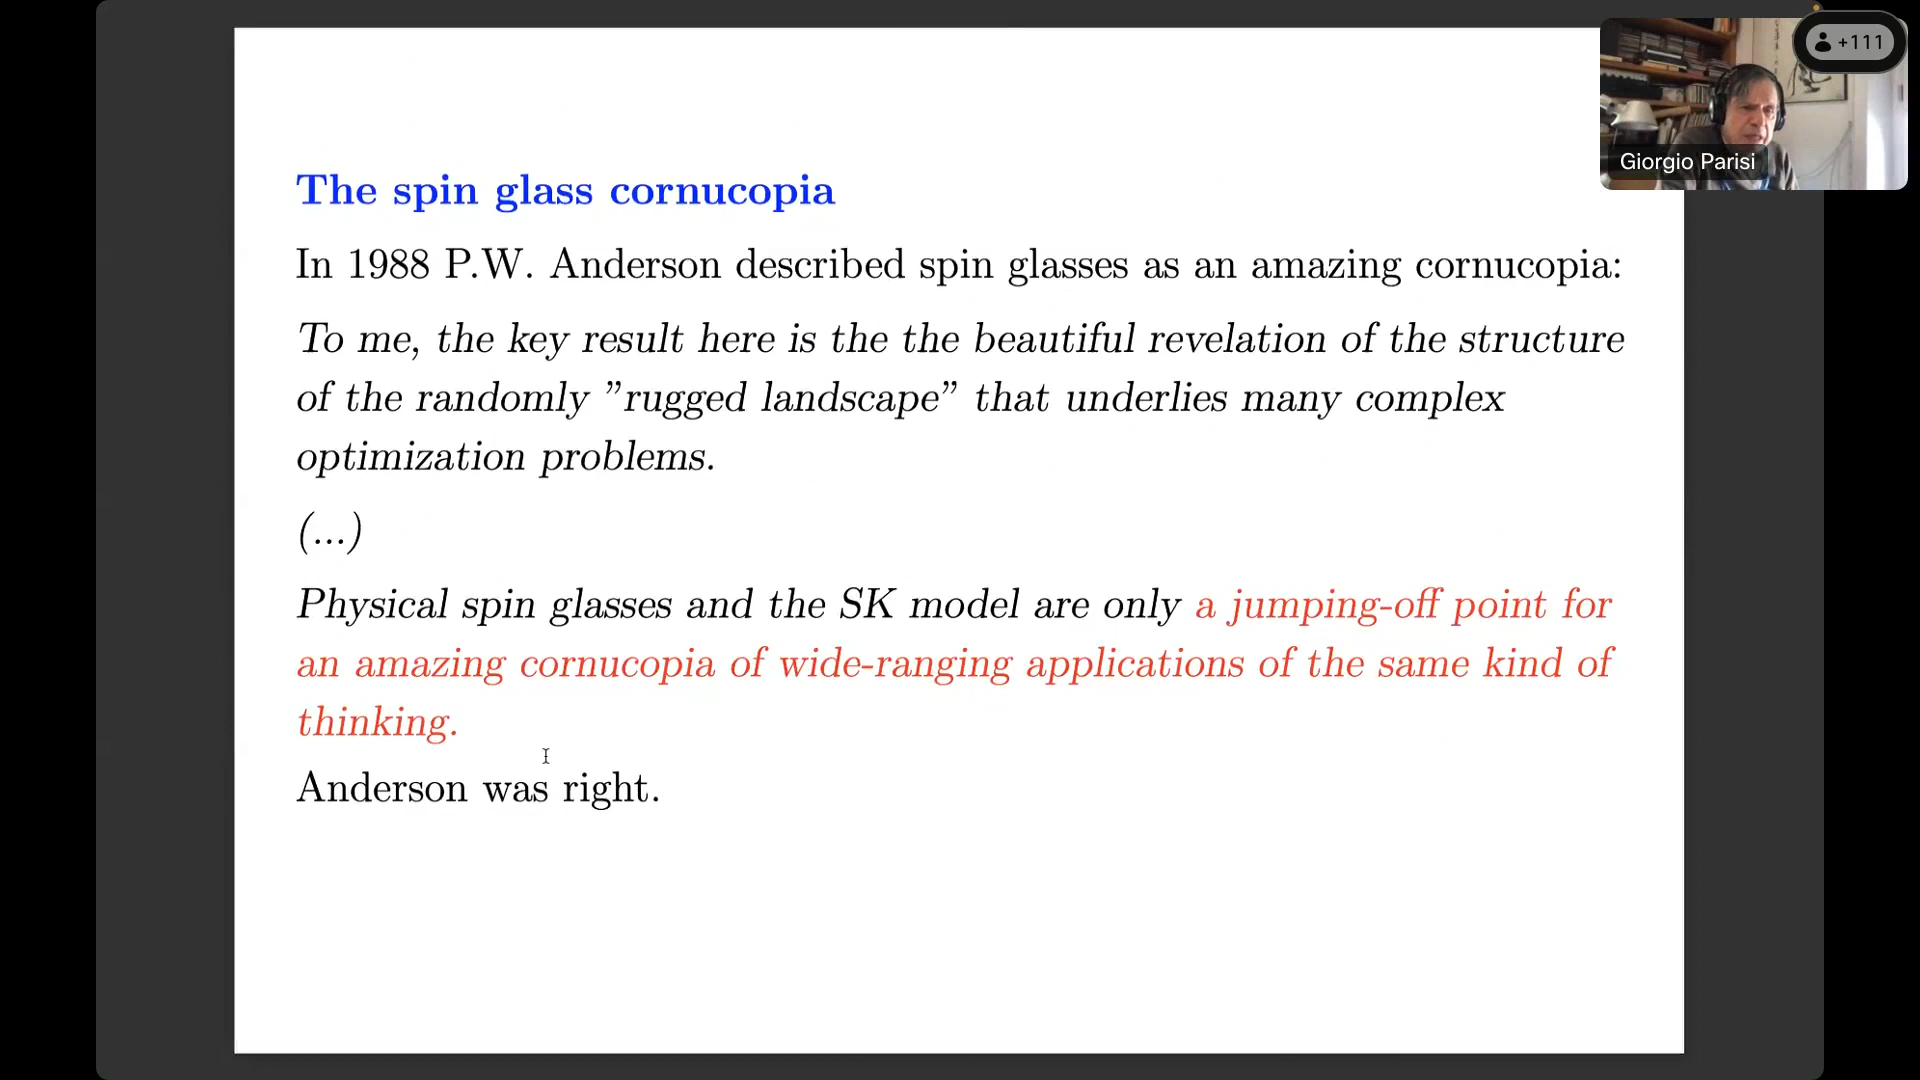 +111
Giorgio Parisi
The spin glass cornucopia
In 1988 P.W. Anderson described spin glasses as an amazing cornucopia:
To me, the key result here is the the beautiful revelation of the structure
of the randomly ”rugged landscape” that underlies many complex
optimization problems.
(...)
Physical spin glasses and the SK model are only a jumping-off point for
an amazing cornucopia of wide-ranging applications of the same kind of
thinking.
Anderson was right.